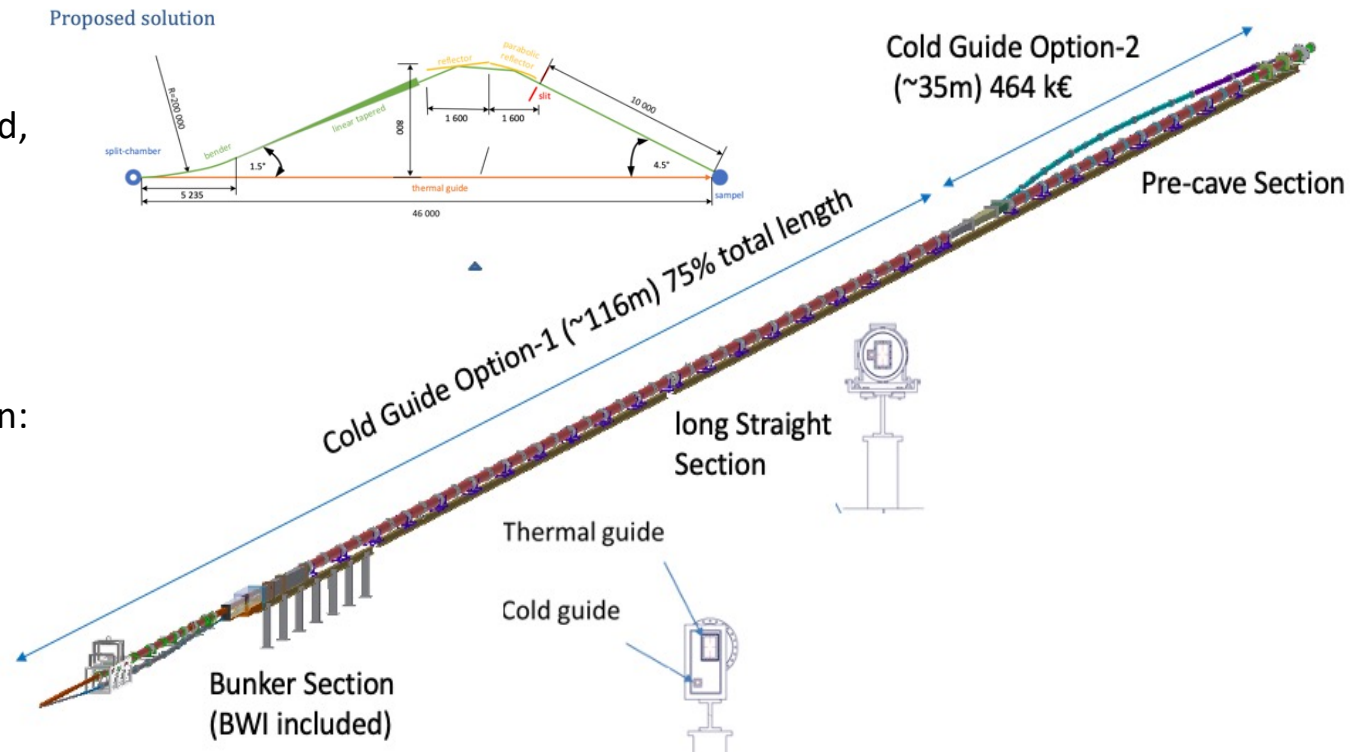 Proposed solution
d,
n:
split-chamber
R=200 000
bender
1.5°
5 235
linear tapered
800
reflector
parabolic
reflector
slit
1 600
1 600
10 000
4.5°
thermal guide
sampel
46 000
Cold Guide Option-2
(~35m) 464 k€
Pre-cave Section
Cold Guide Option-1 (~116m) 75% total length
long Straight
Section
Thermal guide
Cold guide
Bunker Section
(BWI included)